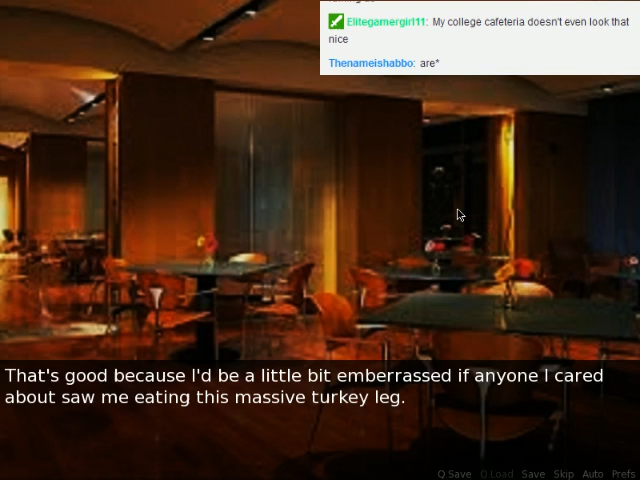 Elitegamergirl11: My college cafeteria doesn't even look that
nice
Thenameishabbo: are*
That's good because I'd be a little bit emberrassed if anyone I cared
about saw me eating this massive turkey leg.
Q Save Q Load Save Skip Auto Prefs